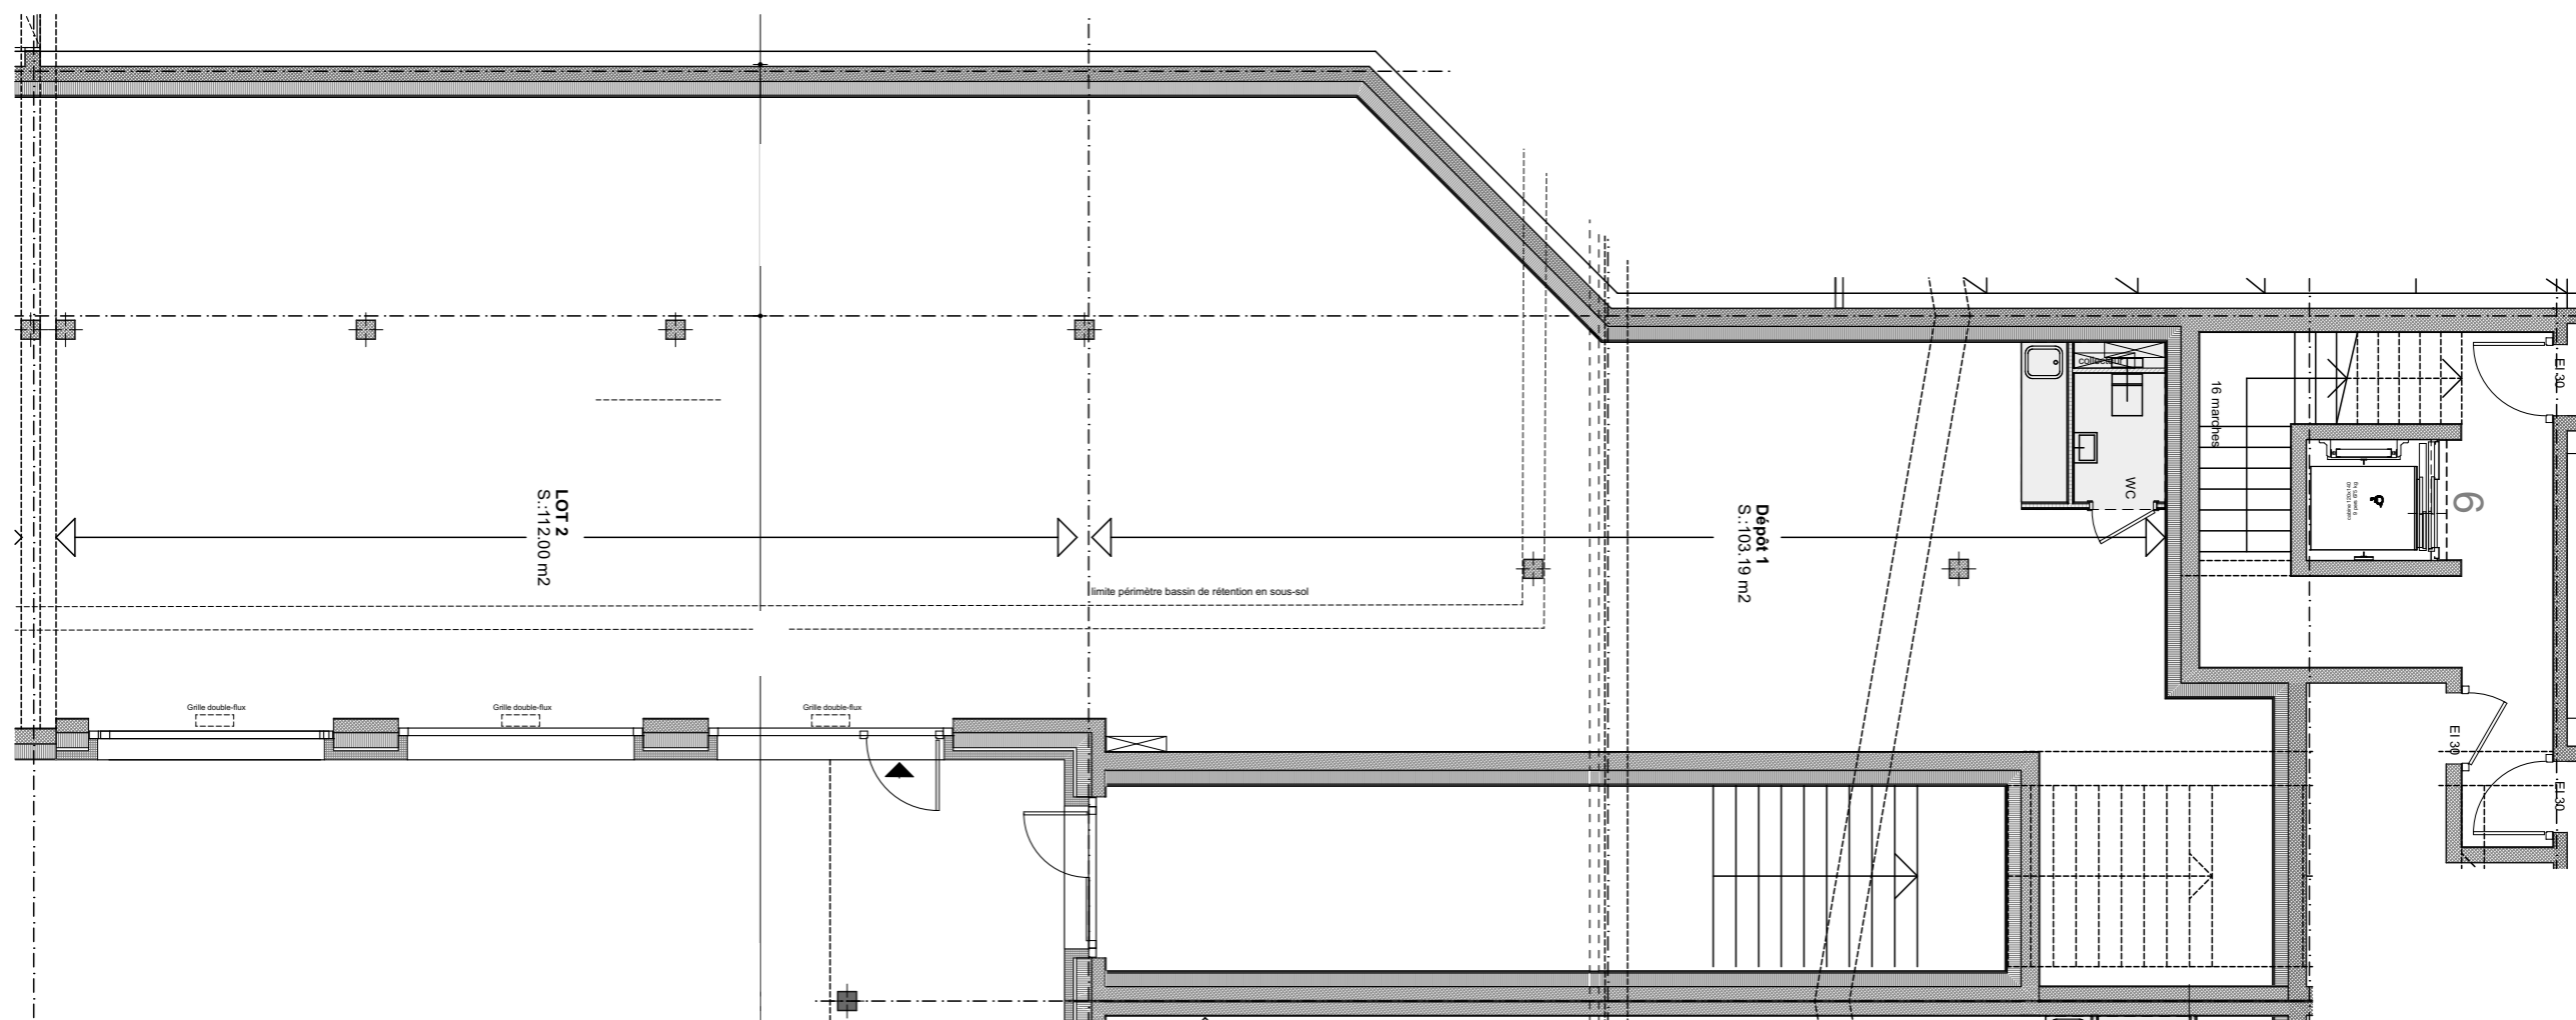 LOT 2
S.:112.00 m2
Dépôt 1
S.:103.19 m2
limite périmètre bassin de rétention en sous-sol
Grille double-flux
Grille double-flux
Grille double-flux
WC
16 marches
6
EI 30
EI 30
EI 30